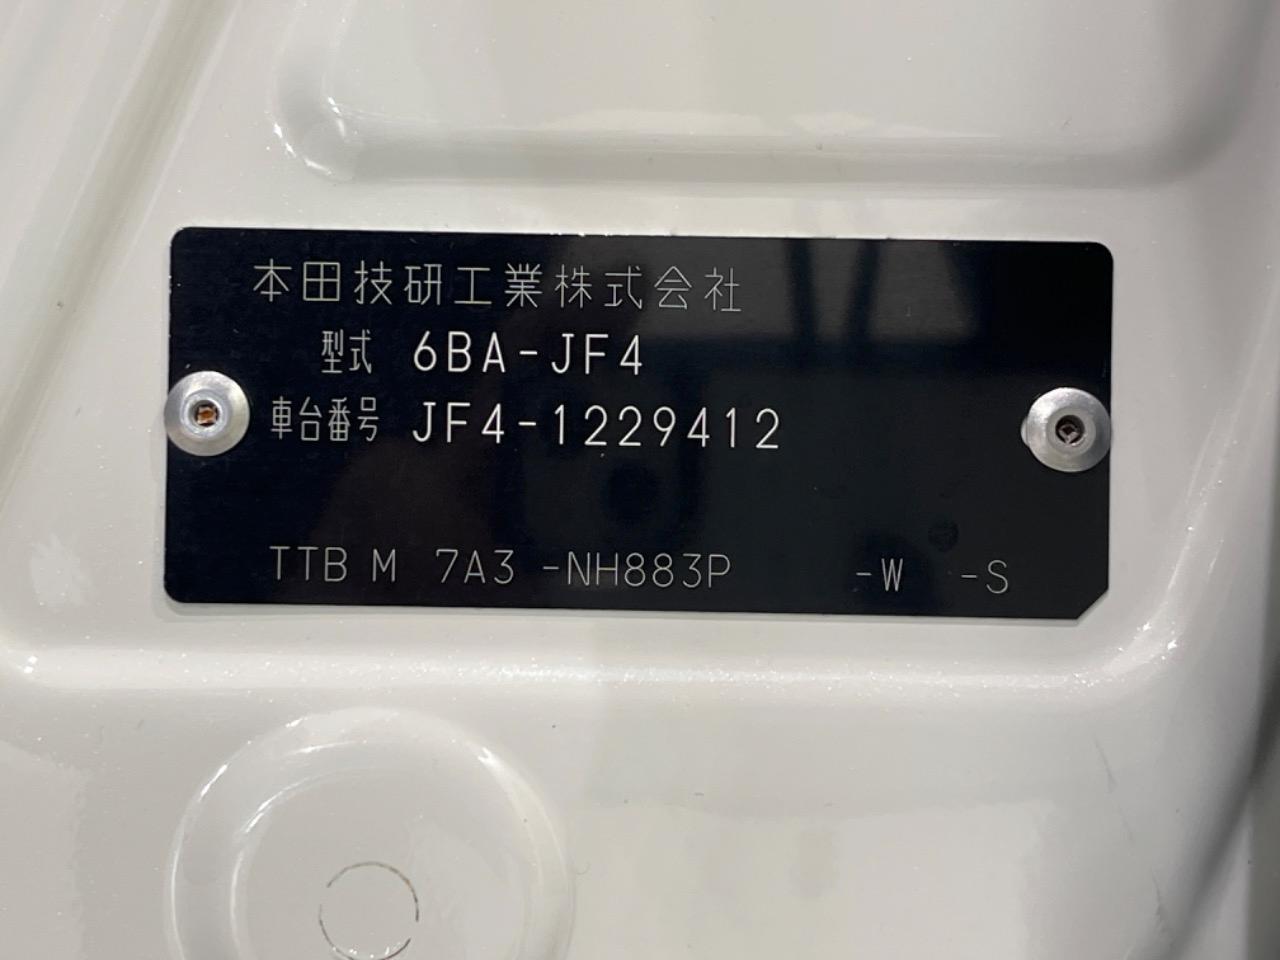 本田技研工業株式会社
型式 6BA-JF4
車台番号 JF4-1229412
TTB M 7A3 -NH883P -W -S